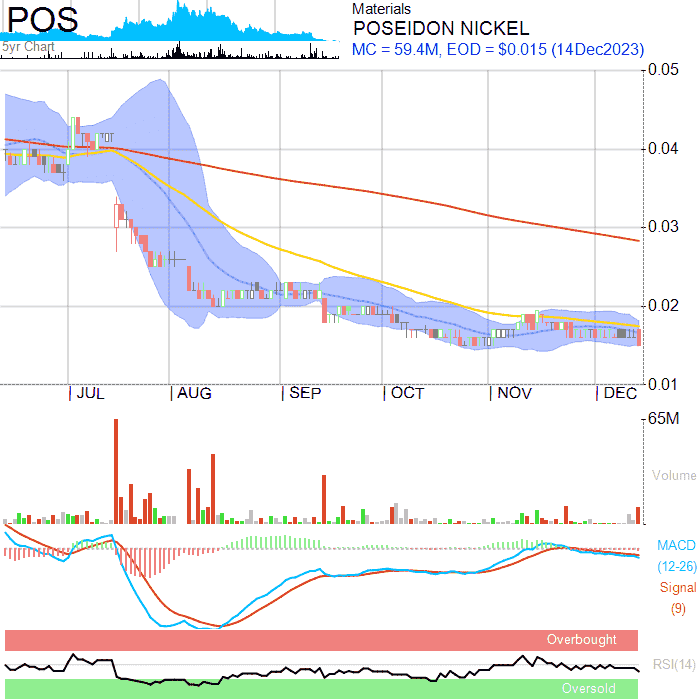 POS
5yr Chart
Materials
POSEIDON NICKEL
MC = 59.4M, EOD = $0.015 (14Dec2023)
0.05
0.04
0.03
0.02
0.01
JUL AUG SEP OCT NOV DEC
65M
Volume
MACD
(12-26)
Signal
(9)
Overbought
RSI(14)
Oversold